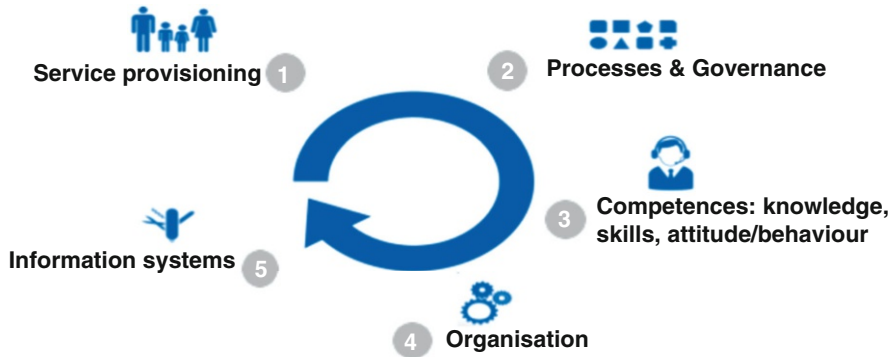 Service provisioning 1
2 Processes & Governance
3 Competences: knowledge,
skills, attitude/behaviour
4 Organisation
Information systems 5